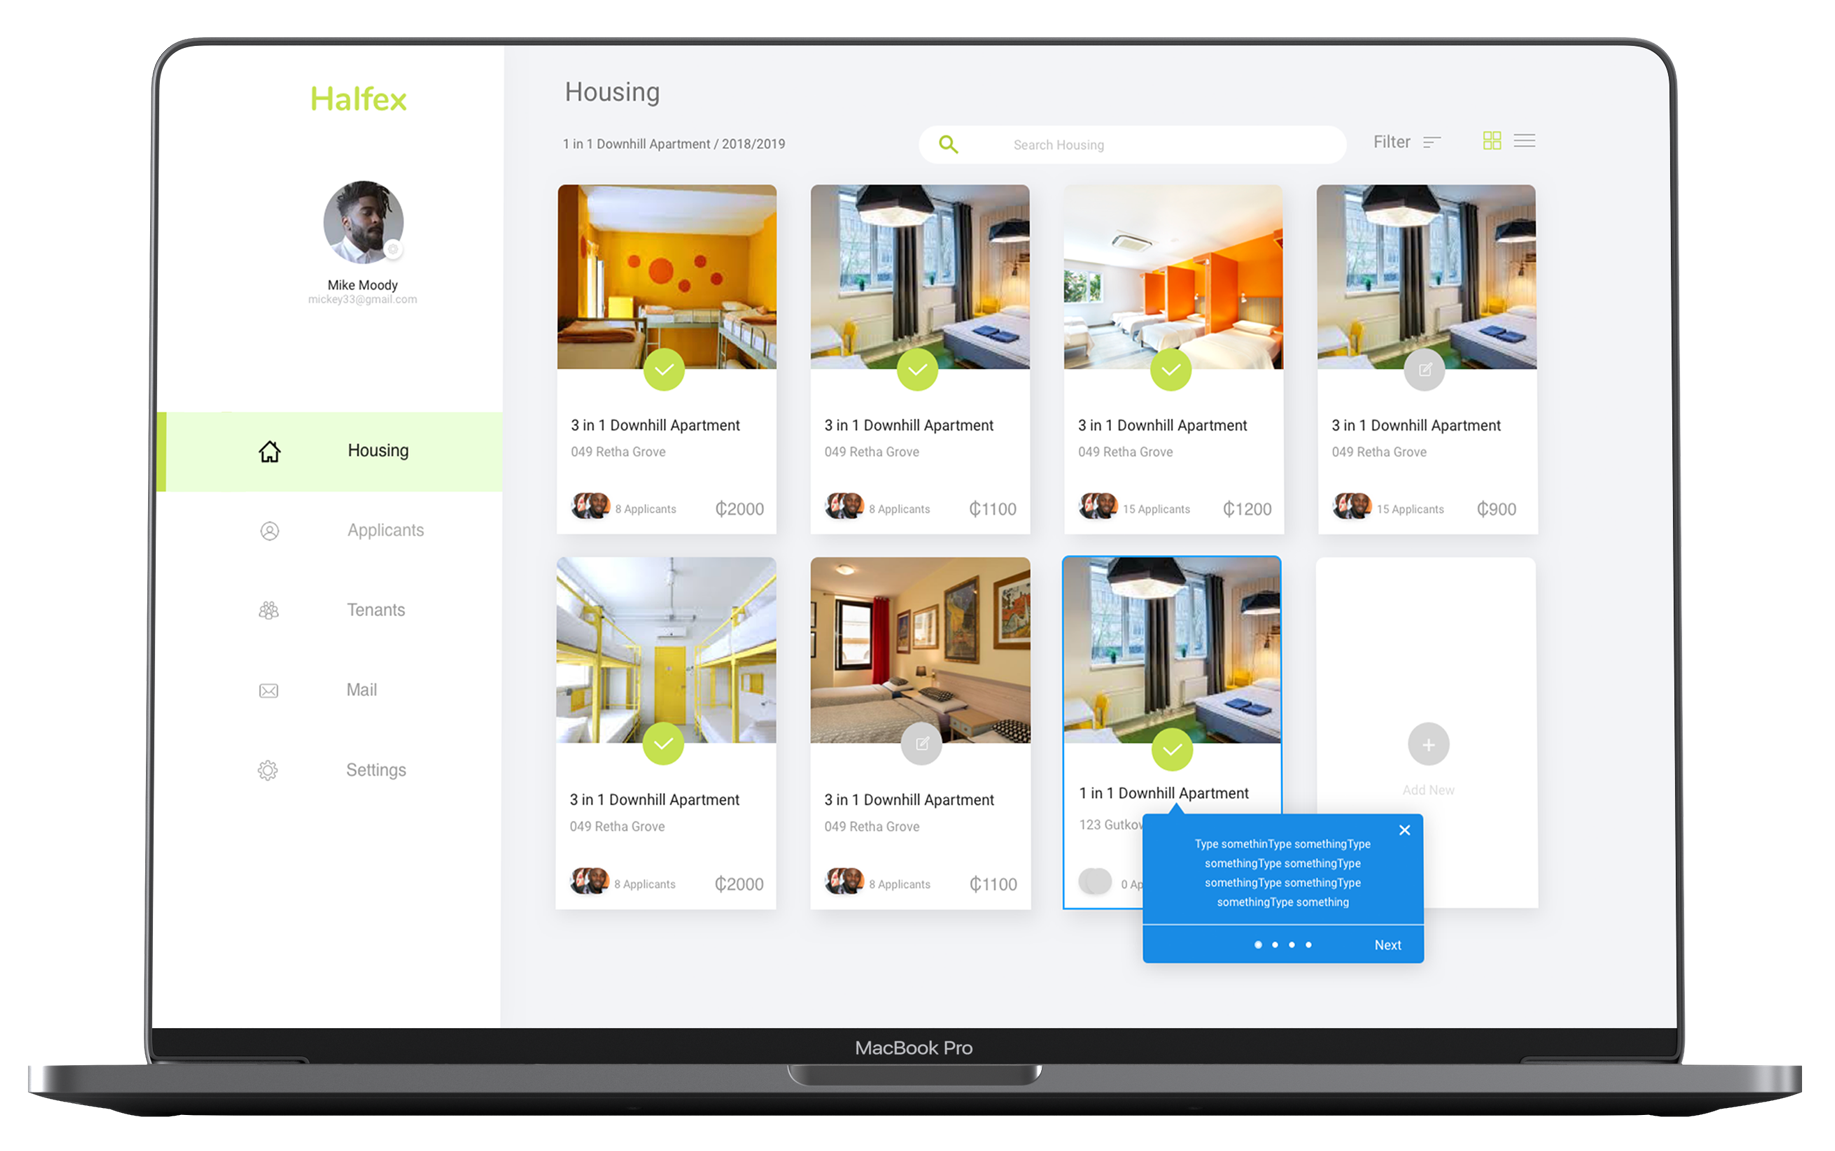 Halfex
Mike Moody
mickey33@gmail.com
Housing
Applicants
Tenants
Mail
Settings
Housing
1 in 1 Downhill Apartment / 2018/2019
Search Housing
Filter
3 in 1 Downhill Apartment
049 Retha Grove
8 Applicants
₵2000
3 in 1 Downhill Apartment
049 Retha Grove
8 Applicants
₵1100
3 in 1 Downhill Apartment
049 Retha Grove
15 Applicants
₵1200
3 in 1 Downhill Apartment
049 Retha Grove
15 Applicants
₵900
3 in 1 Downhill Apartment
049 Retha Grove
8 Applicants
₵2000
3 in 1 Downhill Apartment
049 Retha Grove
8 Applicants
₵1100
1 in 1 Downhill Apartment
123 Gutkov
0 Ap
Add New
Type somethinType somethingType
somethingType somethingType
somethingType somethingType
somethingType something
Next
MacBook Pro